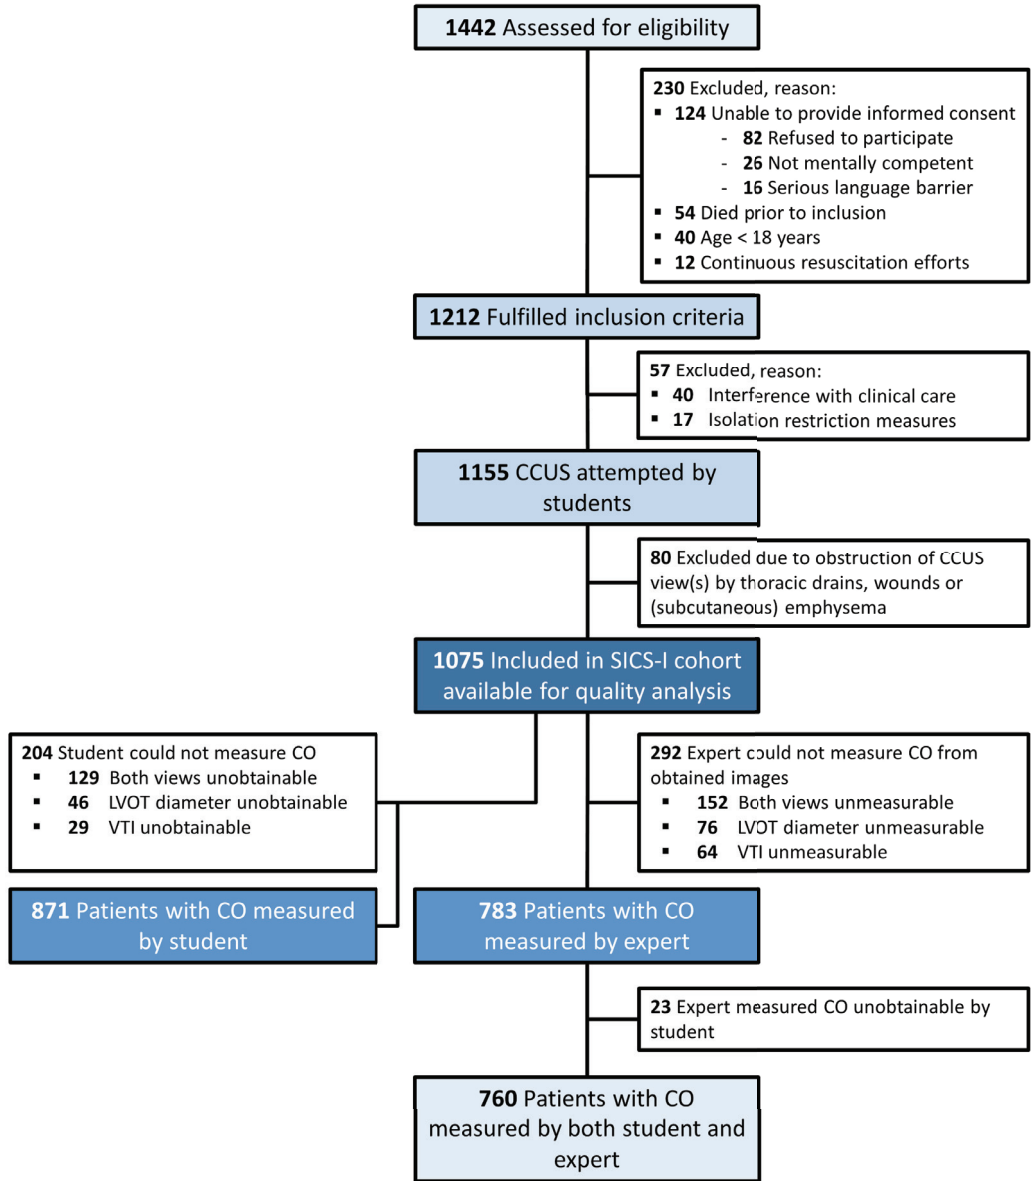 1442 Assessed for eligibility
230 Excluded, reason:
▪ 124 Unable to provide informed consent
- 82 Refused to participate
- 26 Not mentally competent
- 16 Serious language barrier
▪ 54 Died prior to inclusion
▪ 40 Age < 18 years
▪ 12 Continuous resuscitation efforts
1212 Fulfilled inclusion criteria
57 Excluded, reason:
▪ 40 Interference with clinical care
▪ 17 Isolation restriction measures
1155 CCUS attempted by
students
80 Excluded due to obstruction of CCUS
view(s) by thoracic drains, wounds or
(subcutaneous) emphysema
1075 Included in SICS-I cohort
available for quality analysis
204 Student could not measure CO
▪ 129 Both views unobtainable
▪ 46 LVOT diameter unobtainable
▪ 29 VTI unobtainable
292 Expert could not measure CO from
obtained images
▪ 152 Both views unmeasurable
▪ 76 LVOT diameter unmeasurable
▪ 64 VTI unmeasurable
871 Patients with CO measured
by student
783 Patients with CO
measured by expert
23 Expert measured CO unobtainable by
student
760 Patients with CO
measured by both student and
expert